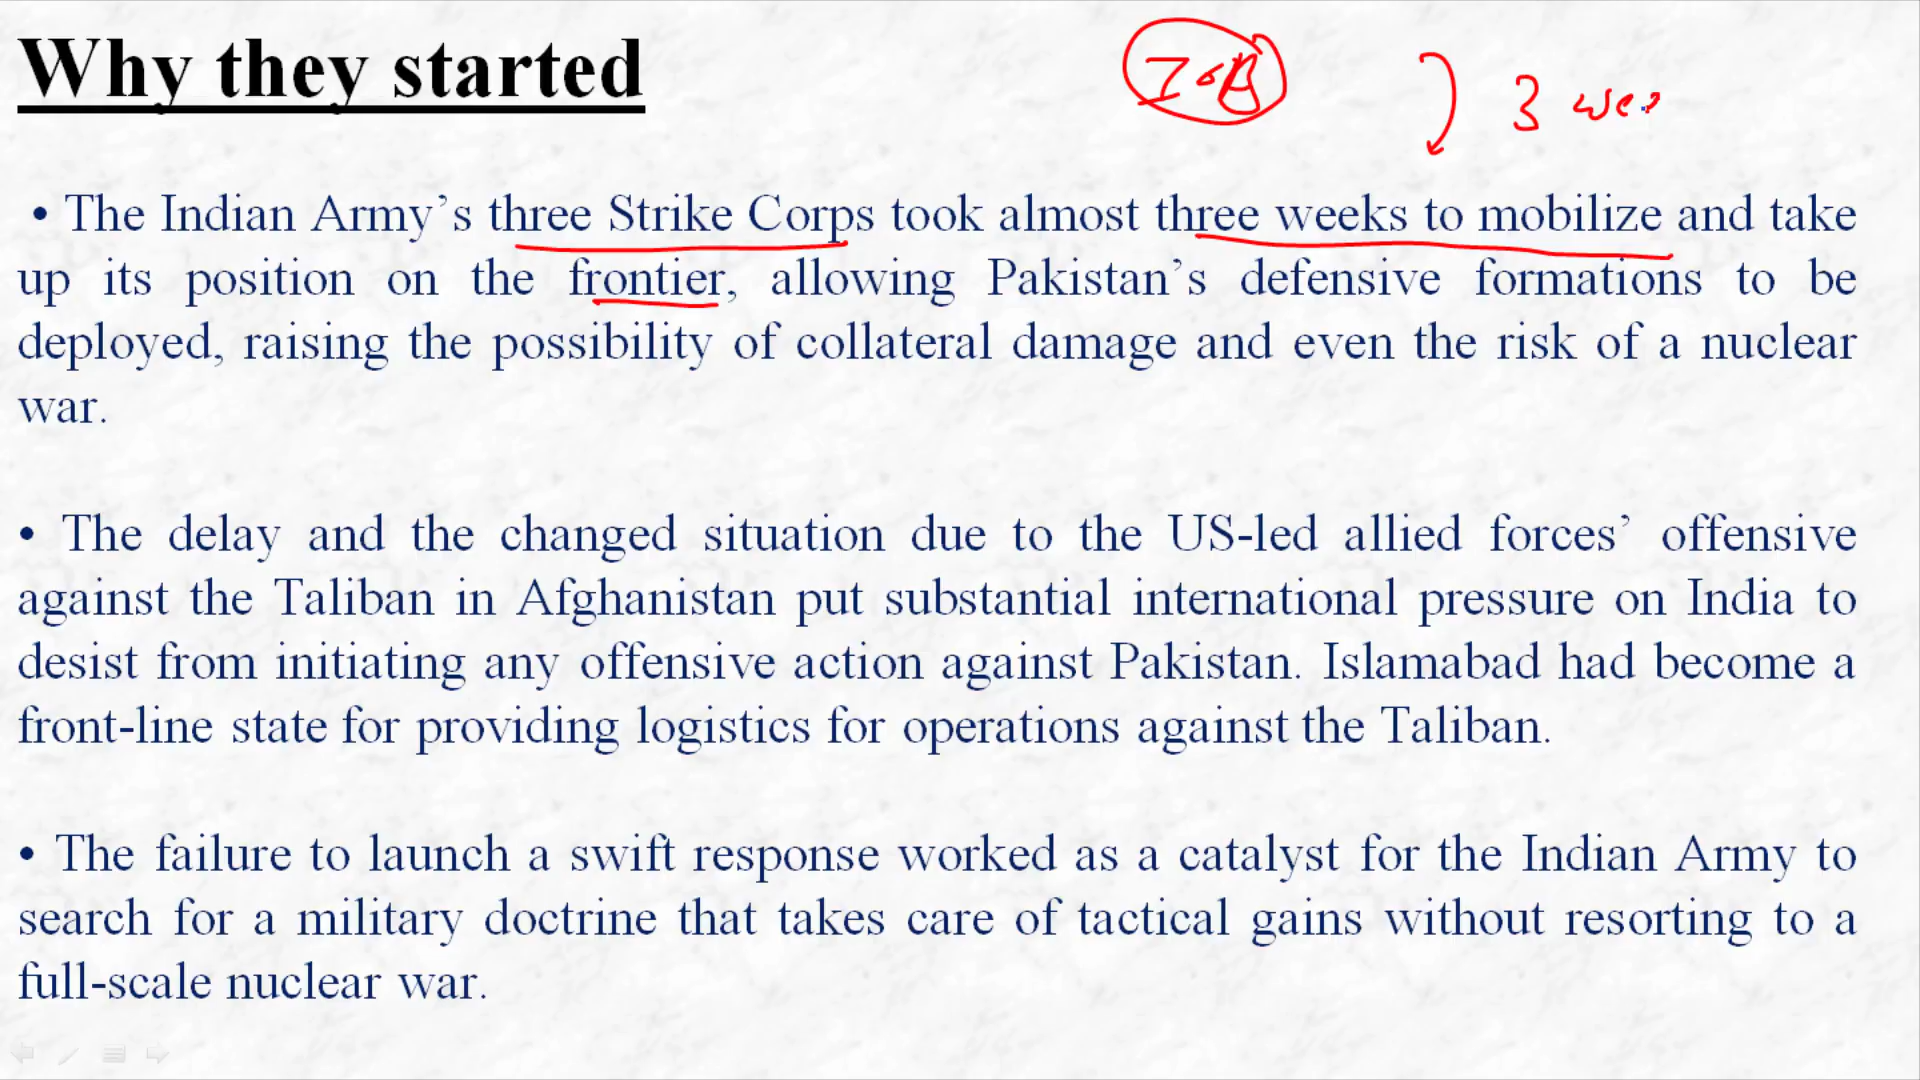 Why they started
3
• The Indian Army’s three Strike Corps took almost three weeks to mobilize and take
up its position on the frontier, allowing Pakistan’s defensive formations to be
deployed, raising the possibility of collateral damage and even the risk of a nuclear
war.
• The delay and the changed situation due to the US-led allied forces’ offensive
against the Taliban in Afghanistan put substantial international pressure on India to
desist from initiating any offensive action against Pakistan. Islamabad had become a
front-line state for providing logistics for operations against the Taliban.
• The failure to launch a swift response worked as a catalyst for the Indian Army to
search for a military doctrine that takes care of tactical gains without resorting to a
full-scale nuclear war.